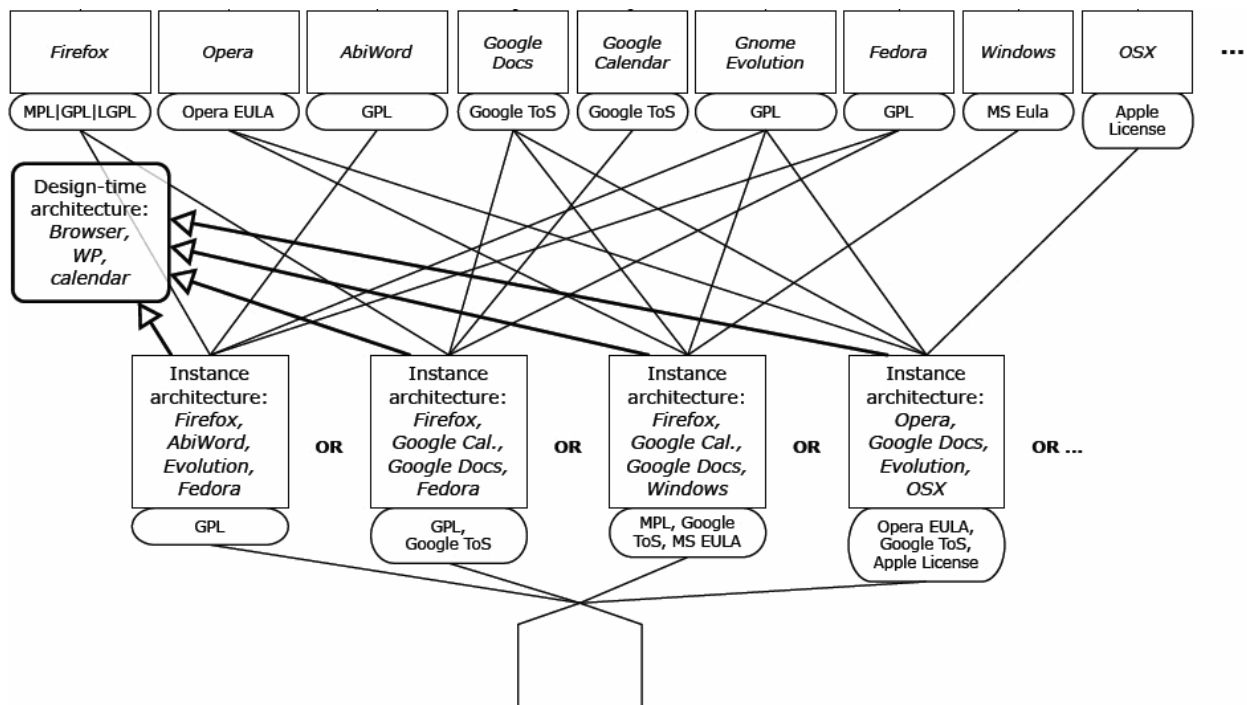 Firefox
Opera
AbiWord
Google
Docs
Google
Calendar
Gnome
Evolution
Fedora
Windows
OSX
...
MPL|GPL|LGPL
Opera EULA
GPL
Google ToS
Google ToS
GPL
GPL
MS Eula
Apple
License
Design-time
architecture:
Browser,
WP,
calendar
Instance
architecture:
Firefox,
AbiWord,
Evolution,
Fedora
GPL
OR
Instance
architecture:
Firefox,
Google Cal.,
Google Docs,
Fedora
GPL,
Google ToS
OR
Instance
architecture:
Firefox,
Google Cal.,
Google Docs,
Windows
MPL, Google
ToS, MS EULA
OR
Instance
architecture:
Opera,
Google Docs,
Evolution,
OSX
Opera EULA,
Google ToS,
Apple License
OR ...